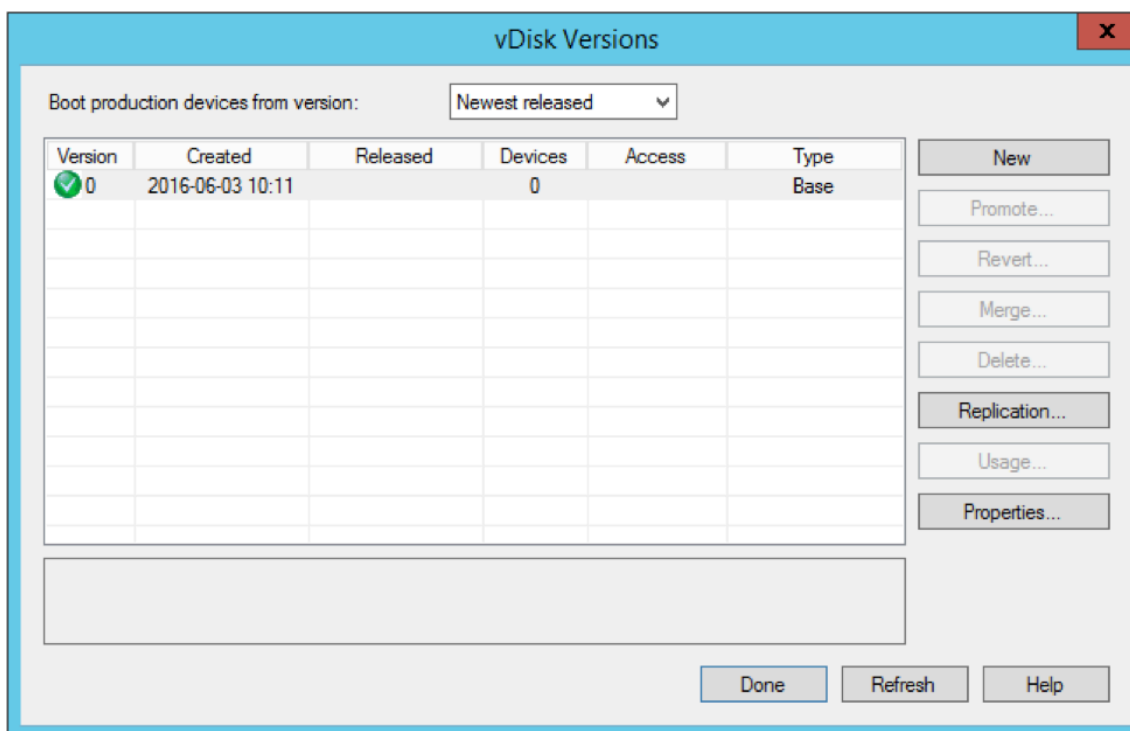 vDisk Versions
X
Boot production devices from version: Newest released
Version Created Released Devices Access Type
0 2016-06-03 10:11 0 Base
New
Promote...
Revert...
Merge...
Delete...
Replication...
Usage...
Properties...
Done Refresh Help